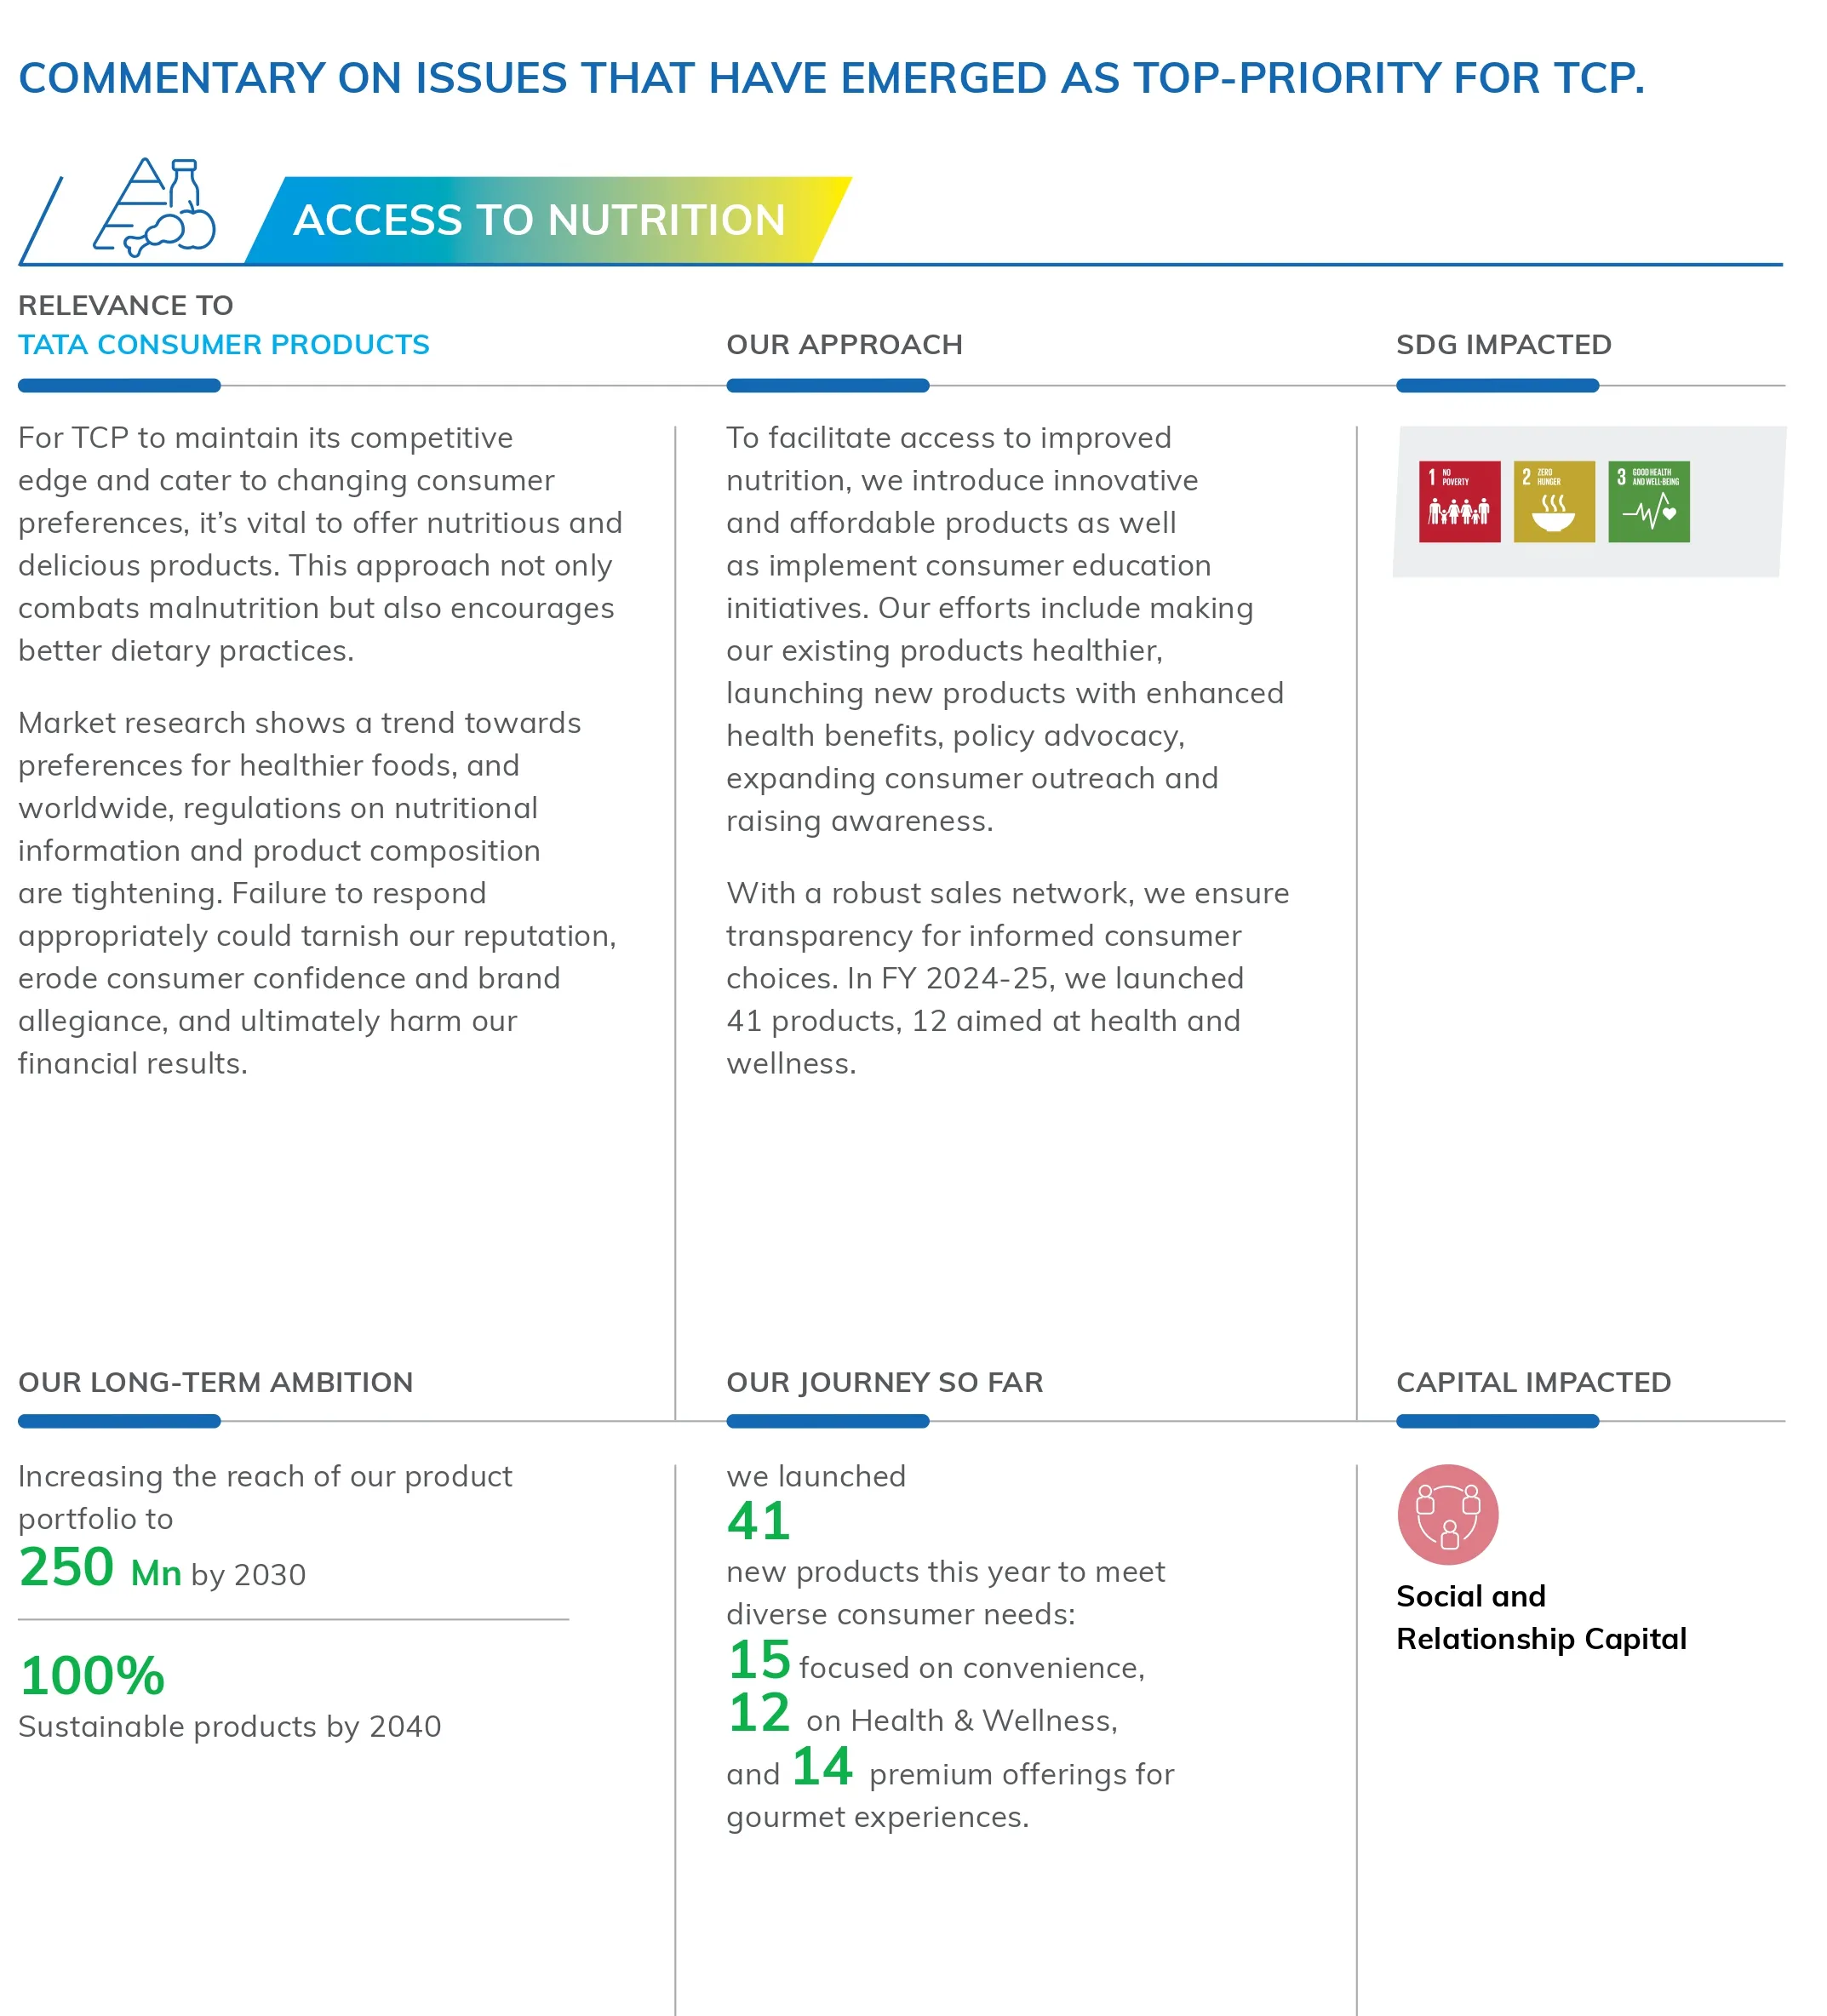 COMMENTARY ON ISSUES THAT HAVE EMERGED AS TOP-PRIORITY FOR TCP.
ACCESS TO NUTRITION
RELEVANCE TO
TATA CONSUMER PRODUCTS
For TCP to maintain its competitive
edge and cater to changing consumer
preferences, it’s vital to offer nutritious and
delicious products. This approach not only
combats malnutrition but also encourages
better dietary practices.
Market research shows a trend towards
preferences for healthier foods, and
worldwide, regulations on nutritional
information and product composition
are tightening. Failure to respond
appropriately could tarnish our reputation,
erode consumer confidence and brand
allegiance, and ultimately harm our
financial results.
OUR APPROACH
To facilitate access to improved
nutrition, we introduce innovative
and affordable products as well
as implement consumer education
initiatives. Our efforts include making
our existing products healthier,
launching new products with enhanced
health benefits, policy advocacy,
expanding consumer outreach and
raising awareness.
With a robust sales network, we ensure
transparency for informed consumer
choices. In FY 2024-25, we launched
41 products, 12 aimed at health and
wellness.
SDG IMPACTED
1 NO
POVERTY
2 ZERO
HUNGER
3 GOOD HEALTH
AND WELL-BEING
OUR LONG-TERM AMBITION
Increasing the reach of our product
portfolio to
250 Mn by 2030
100%
Sustainable products by 2040
OUR JOURNEY SO FAR
we launched
41
new products this year to meet
diverse consumer needs:
15 focused on convenience,
12 on Health & Wellness,
and 14 premium offerings for
gourmet experiences.
CAPITAL IMPACTED
Social and
Relationship Capital